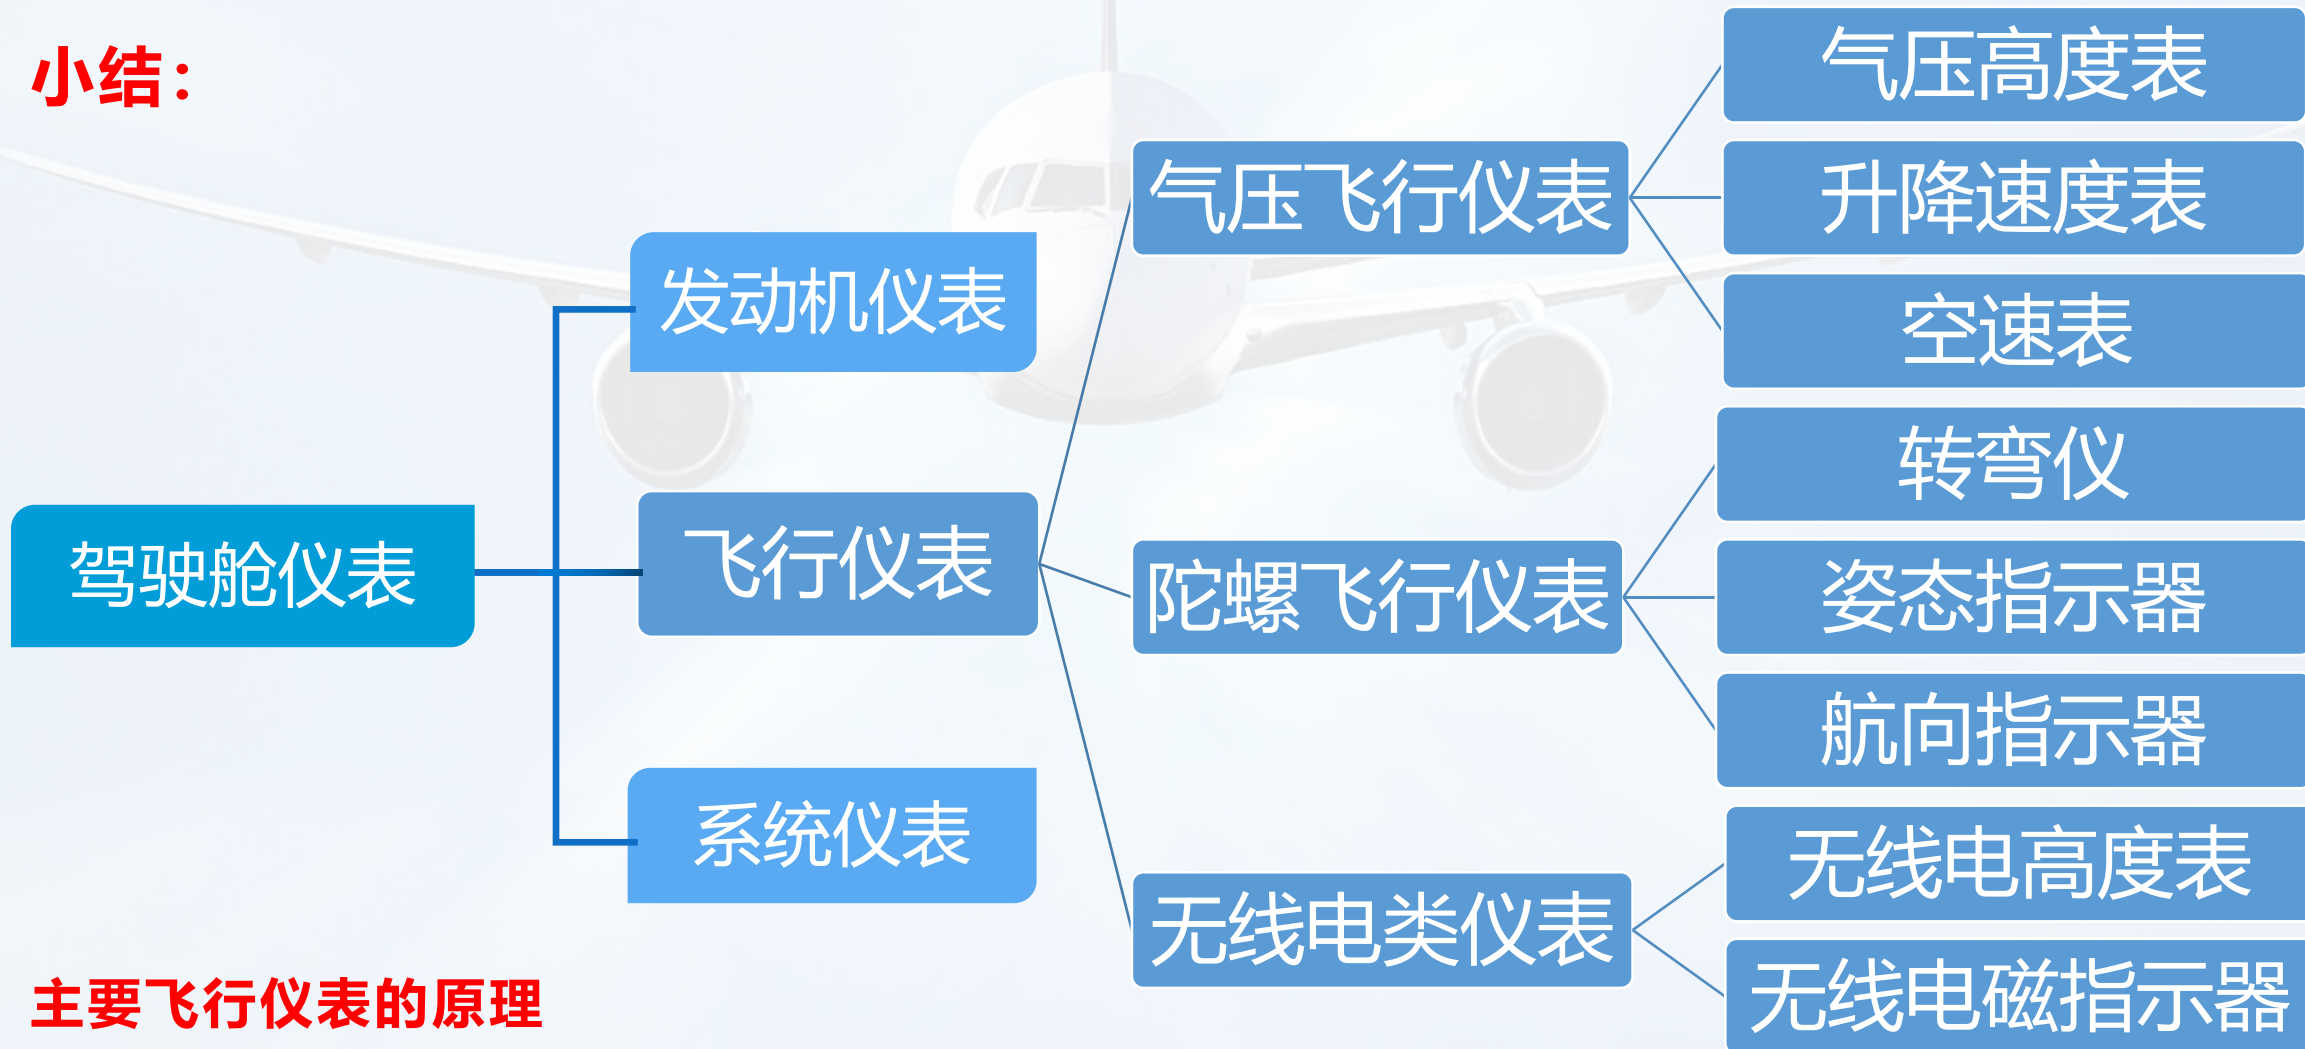 小结：
驾驶舱仪表
发动机仪表
飞行仪表
系统仪表
气压飞行仪表
陀螺飞行仪表
无线电类仪表
气压高度表
升降速度表
空速表
转弯仪
姿态指示器
航向指示器
无线电高度表
无线电磁指示器
主要飞行仪表的原理